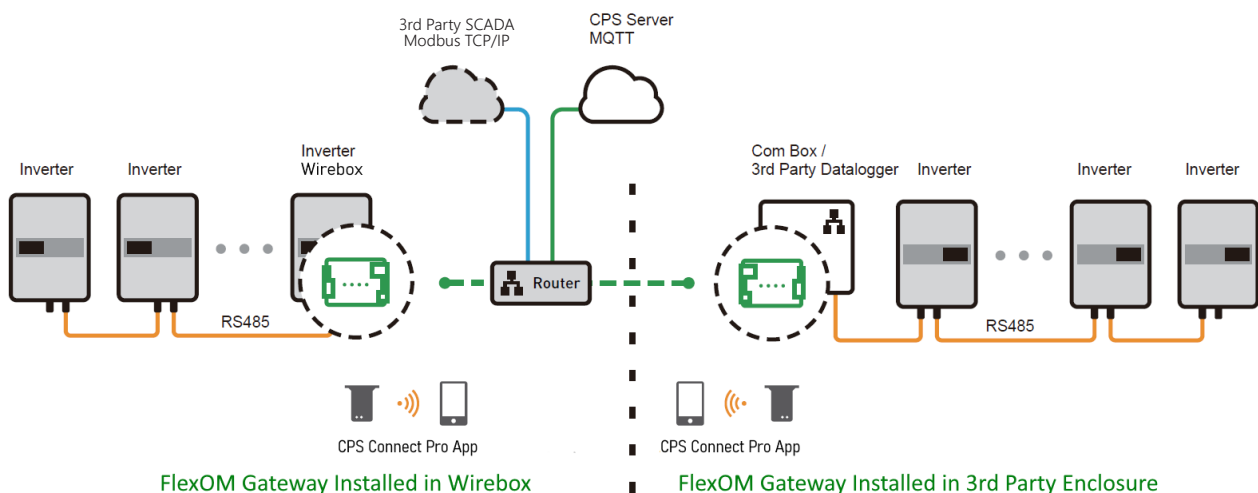 3rd Party SCADA
Modbus TCP/IP
CPS Server
MQTT
Inverter
Inverter
Inverter
Wirebox
Com Box /
3rd Party Datalogger
Inverter
Inverter
Inverter
Router
RS485
RS485
CPS Connect Pro App
CPS Connect Pro App
FlexOM Gateway Installed in Wirebox
FlexOM Gateway Installed in 3rd Party Enclosure